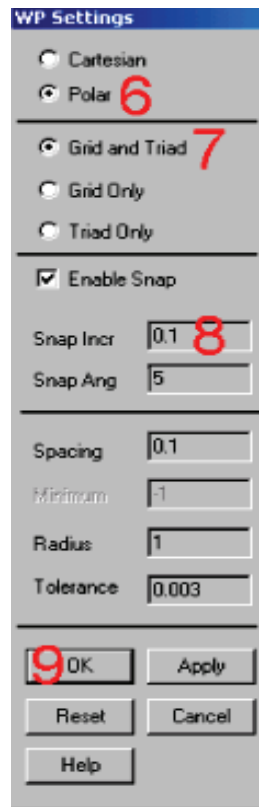 WP Settings
Cartesian
Polar 6
Grid and Triad 7
Grid Only
Triad Only
Enable Snap
Snap Incr 0.1 8
Snap Ang 5
Spacing 0.1
Minimum -1
Radius 1
Tolerance 0.003
9 OK Apply
Reset Cancel
Help